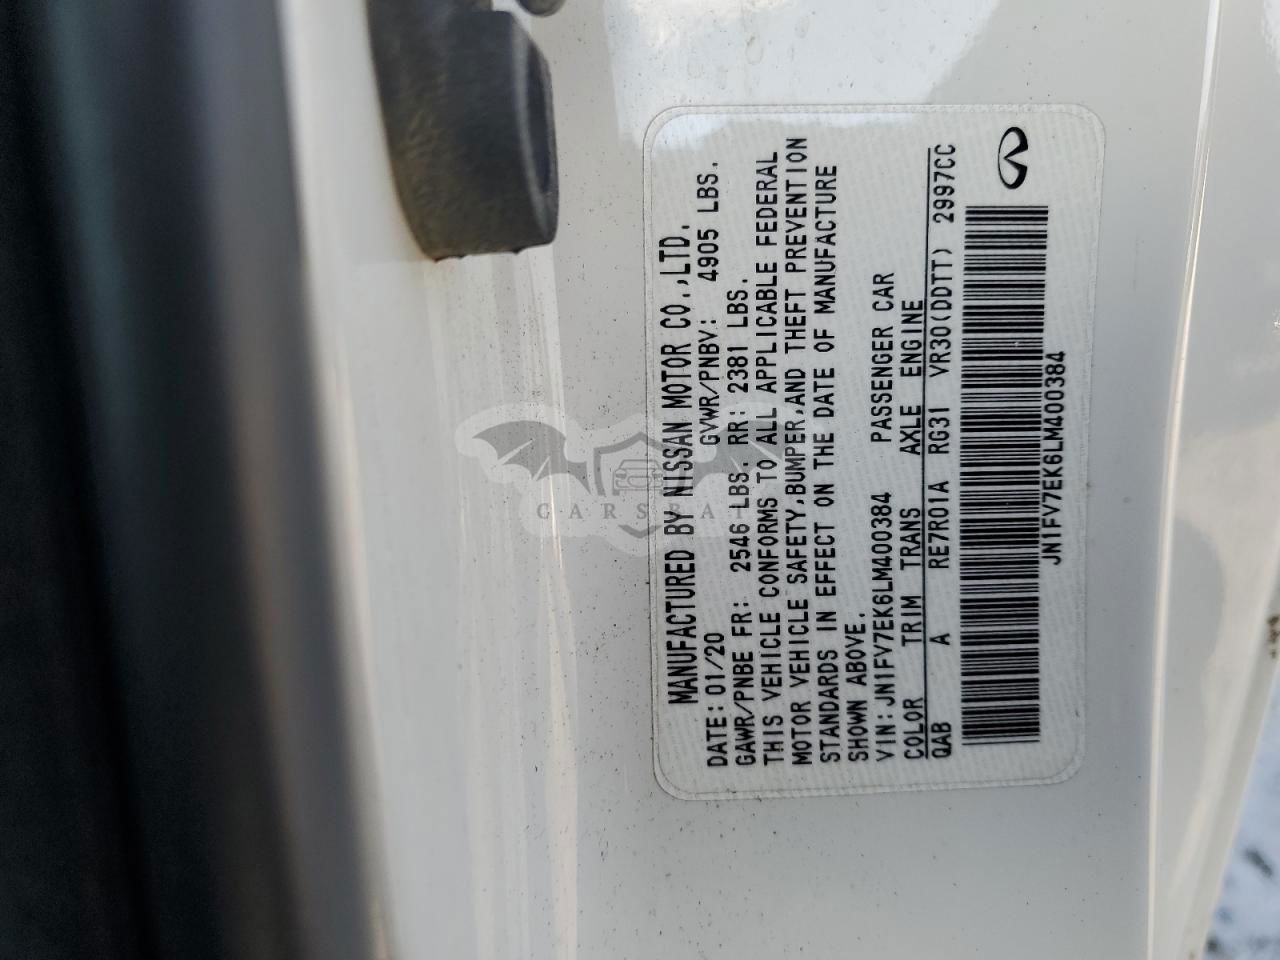 MANUFACTURED BY NISSAN MOTOR CO.,LTD.
DATE: 01/20 GVWR/PNBV: 4905 LBS.
GAWR/PNBE FR: 2546 LBS. RR: 2381 LBS.
THIS VEHICLE CONFORMS TO ALL APPLICABLE FEDERAL
MOTOR VEHICLE SAFETY,BUMPER,AND THEFT PREVENTION
STANDARDS IN EFFECT ON THE DATE OF MANUFACTURE
SHOWN ABOVE.
VIN:JN1FV7EK6LM400384 PASSENGER CAR
COLOR TRIM TRANS AXLE ENGINE
QAB A RE7R01A RG31 VR30(DDTT) 2997CC
JN1FV7EK6LM400384
CARSBAT